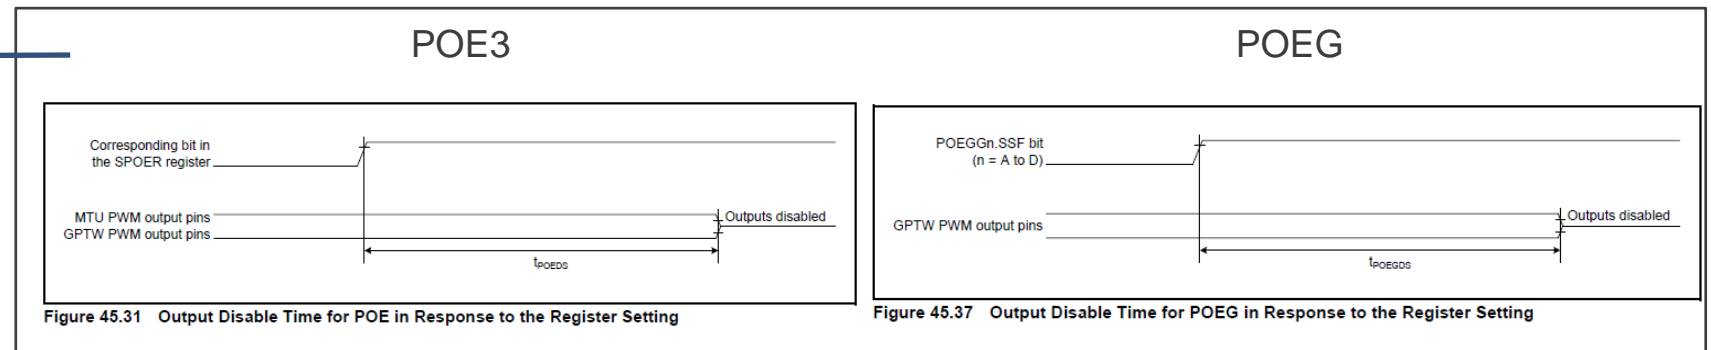 POE3
POEG
Corresponding bit in
the SPOER register
MTU PWM output pins
GPTW PWM output pins
Outputs disabled
tPOEDS
Figure 45.31 Output Disable Time for POE in Response to the Register Setting
POEGGn.SSF bit
(n = A to D)
GPTW PWM output pins
Outputs disabled
tPOEGDS
Figure 45.37 Output Disable Time for POEG in Response to the Register Setting